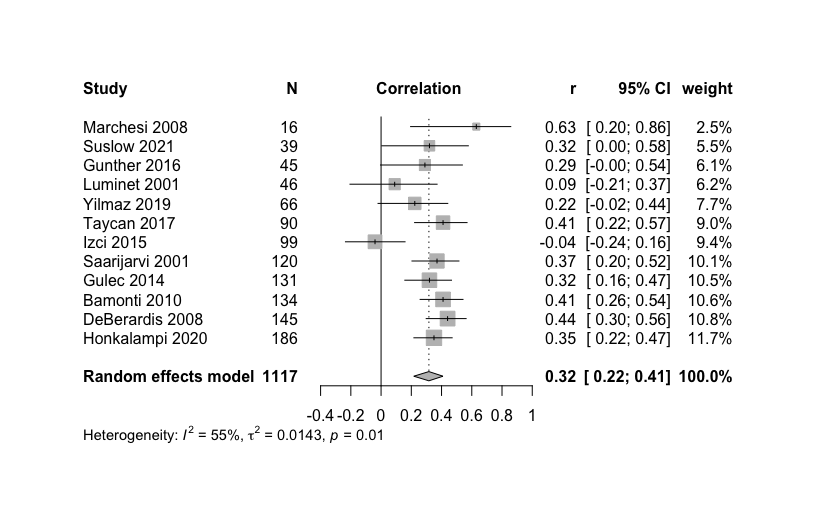 Study N Correlation r 95% CI weight
Marchesi 2008 16 0.63 [ 0.20; 0.86] 2.5%
Suslow 2021 39 0.32 [ 0.00; 0.58] 5.5%
Gunther 2016 45 0.29 [-0.00; 0.54] 6.1%
Luminet 2001 46 0.09 [-0.21; 0.37] 6.2%
Yilmaz 2019 66 0.22 [-0.02; 0.44] 7.7%
Taycan 2017 90 0.41 [ 0.22; 0.57] 9.0%
Izci 2015 99 -0.04 [-0.24; 0.16] 9.4%
Saarijarvi 2001 120 0.37 [ 0.20; 0.52] 10.1%
Gulec 2014 131 0.32 [ 0.16; 0.47] 10.5%
Bamonti 2010 134 0.41 [ 0.26; 0.54] 10.6%
DeBerardis 2008 145 0.44 [ 0.30; 0.56] 10.8%
Honkalampi 2020 186 0.35 [ 0.22; 0.47] 11.7%
Random effects model 1117 0.32 [ 0.22; 0.41] 100.0%
-0.4 -0.2 0 0.2 0.4 0.6 0.8 1
Heterogeneity: I² = 55%, τ² = 0.0143, p = 0.01